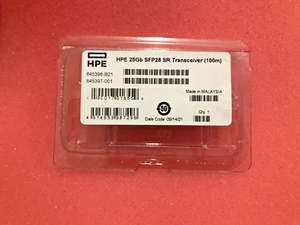 HPE
HPE 25Gb SFP28 SR Transceiver (100m)
845398-B21
845397-001
Made in MALAYSIA
Qty: 1
Date Code: 09/14/21